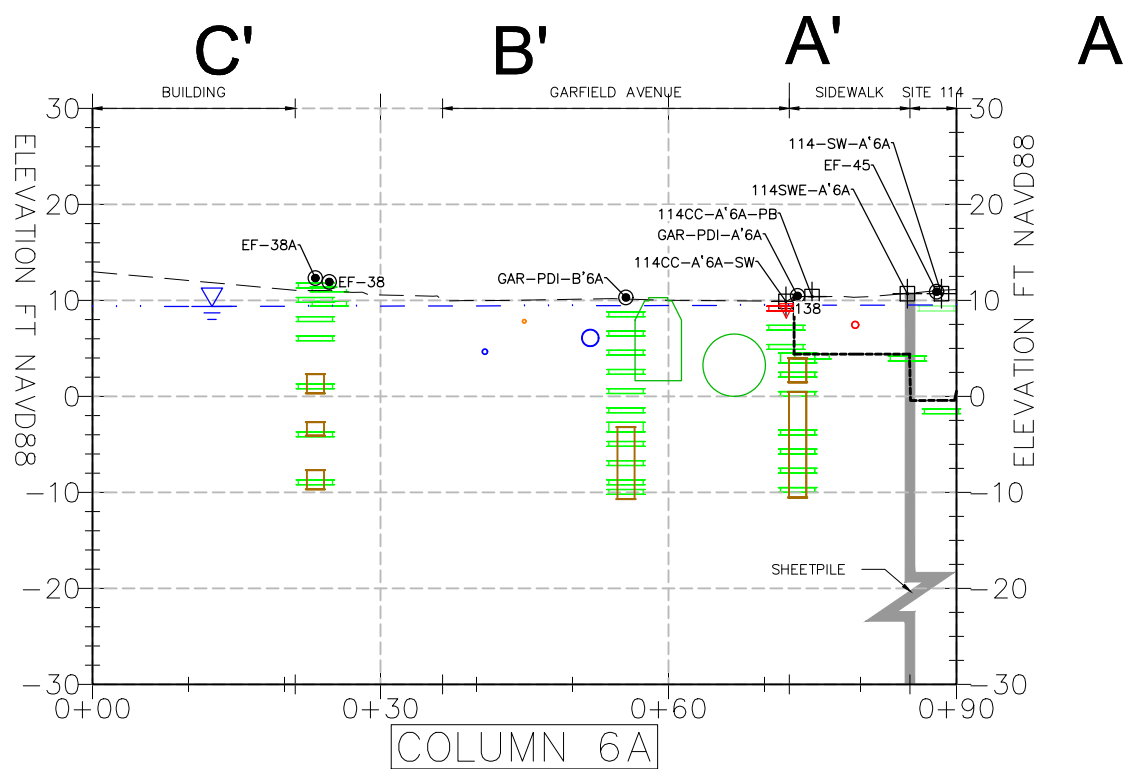 C' B' A' A
BUILDING GARFIELD AVENUE SIDEWALK SITE 114
30 30
114-SW-A'6A
EF-45
20 114SWE-A'6A 20
114CC-A'6A-PB
EF-38A GAR-PDI-A'6A
114CC-A'6A-SW
EF-38 GAR-PDI-B'6A
10 138 10
ELEVATION FT NAVD88
ELEVATION FT NAVD88
0 0
-10 -10
SHEETPILE
-20 -20
-30 -30
0+00 0+30 0+60 0+90
COLUMN 6A